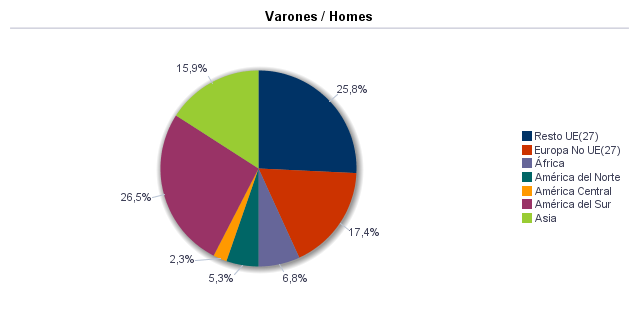 Varones / Homes
15,9%
25,8%
26,5%
17,4%
2,3%
5,3%
6,8%
Resto UE(27)
Europa No UE(27)
África
América del Norte
América Central
América del Sur
Asia